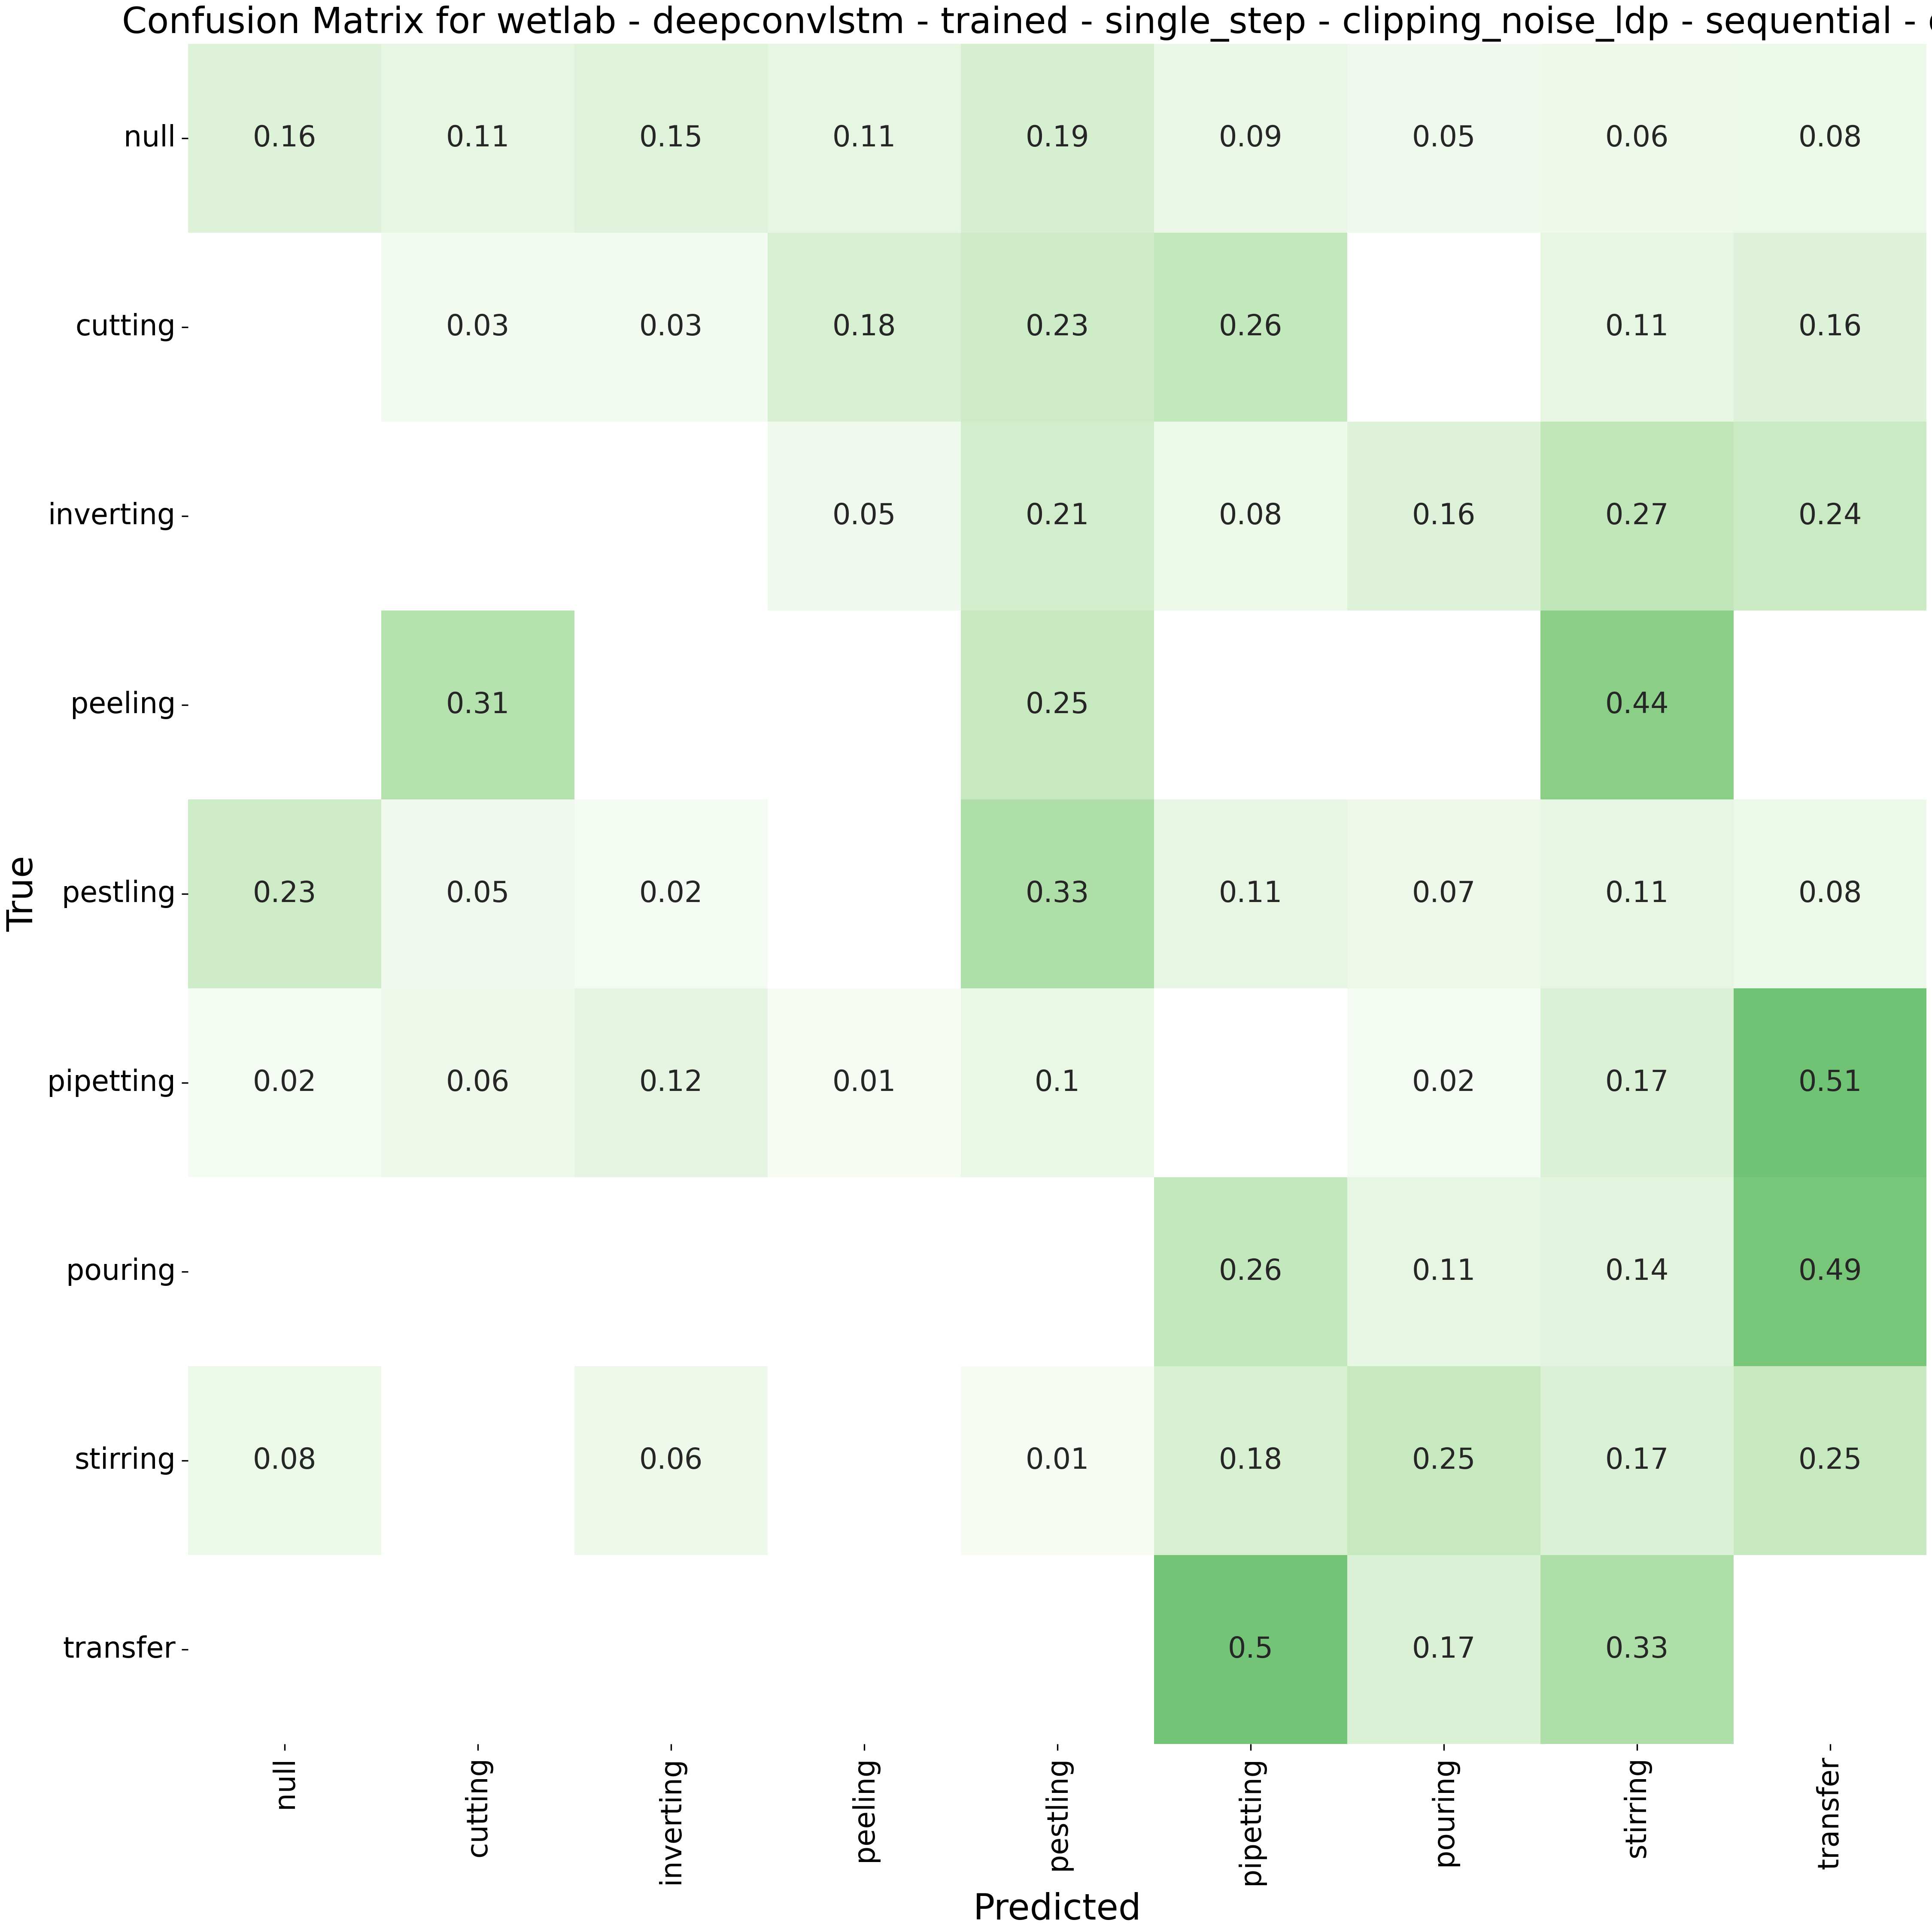 Confusion Matrix for wetlab - deepconvlstm - trained - single_step - clipping_noise_ldp - sequential -
null 0.16 0.11 0.15 0.11 0.19 0.09 0.05 0.06 0.08
cutting 0.03 0.03 0.18 0.23 0.26 0.11 0.16
inverting 0.05 0.21 0.08 0.16 0.27 0.24
peeling 0.31 0.25 0.44
pestling 0.23 0.05 0.02 0.33 0.11 0.07 0.11 0.08
pipetting 0.02 0.06 0.12 0.01 0.1 0.02 0.17 0.51
pouring 0.26 0.11 0.14 0.49
stirring 0.08 0.06 0.01 0.18 0.25 0.17 0.25
transfer 0.5 0.17 0.33
True
null cutting inverting peeling pestling pipetting pouring stirring transfer
Predicted